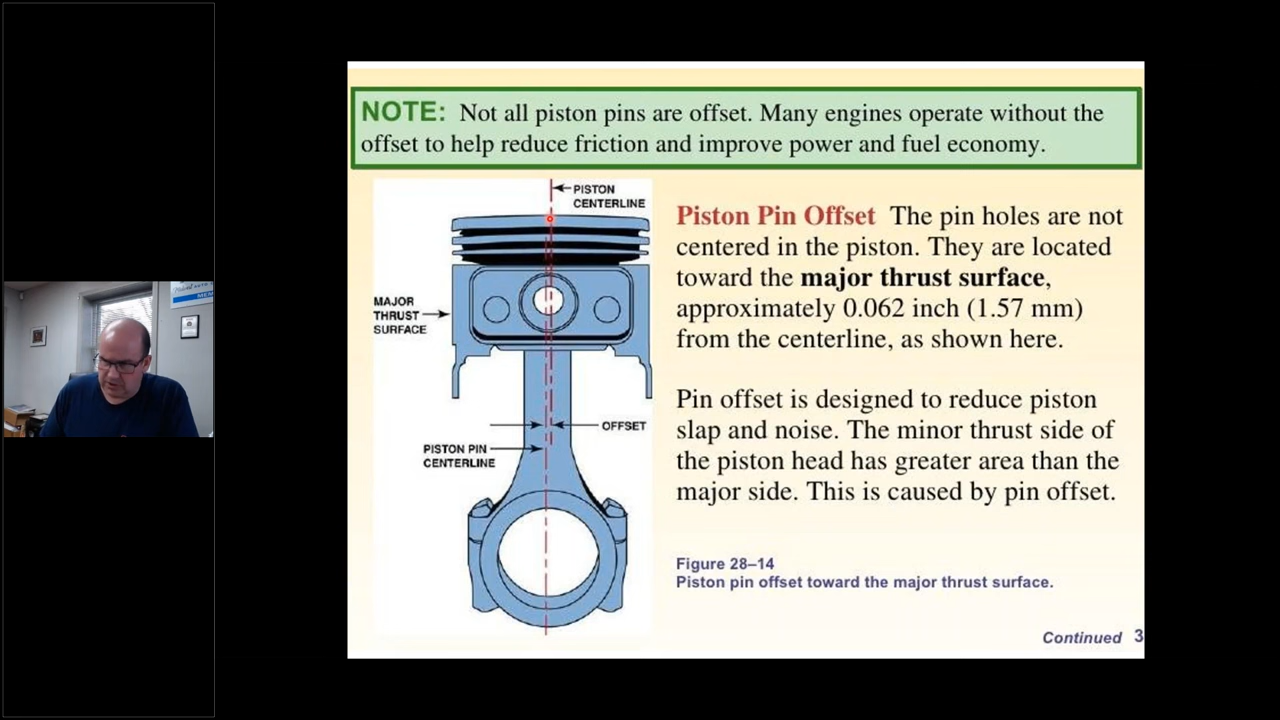 NOTE: Not all piston pins are offset. Many engines operate without the
offset to help reduce friction and improve power and fuel economy.
PISTON
CENTERLINE
MAJOR
THRUST
SURFACE
OFFSET
PISTON PIN
CENTERLINE
Piston Pin Offset The pin holes are not
centered in the piston. They are located
toward the major thrust surface,
approximately 0.062 inch (1.57 mm)
from the centerline, as shown here.
Pin offset is designed to reduce piston
slap and noise. The minor thrust side of
the piston head has greater area than the
major side. This is caused by pin offset.
Figure 28–14
Piston pin offset toward the major thrust surface.
Continued 3